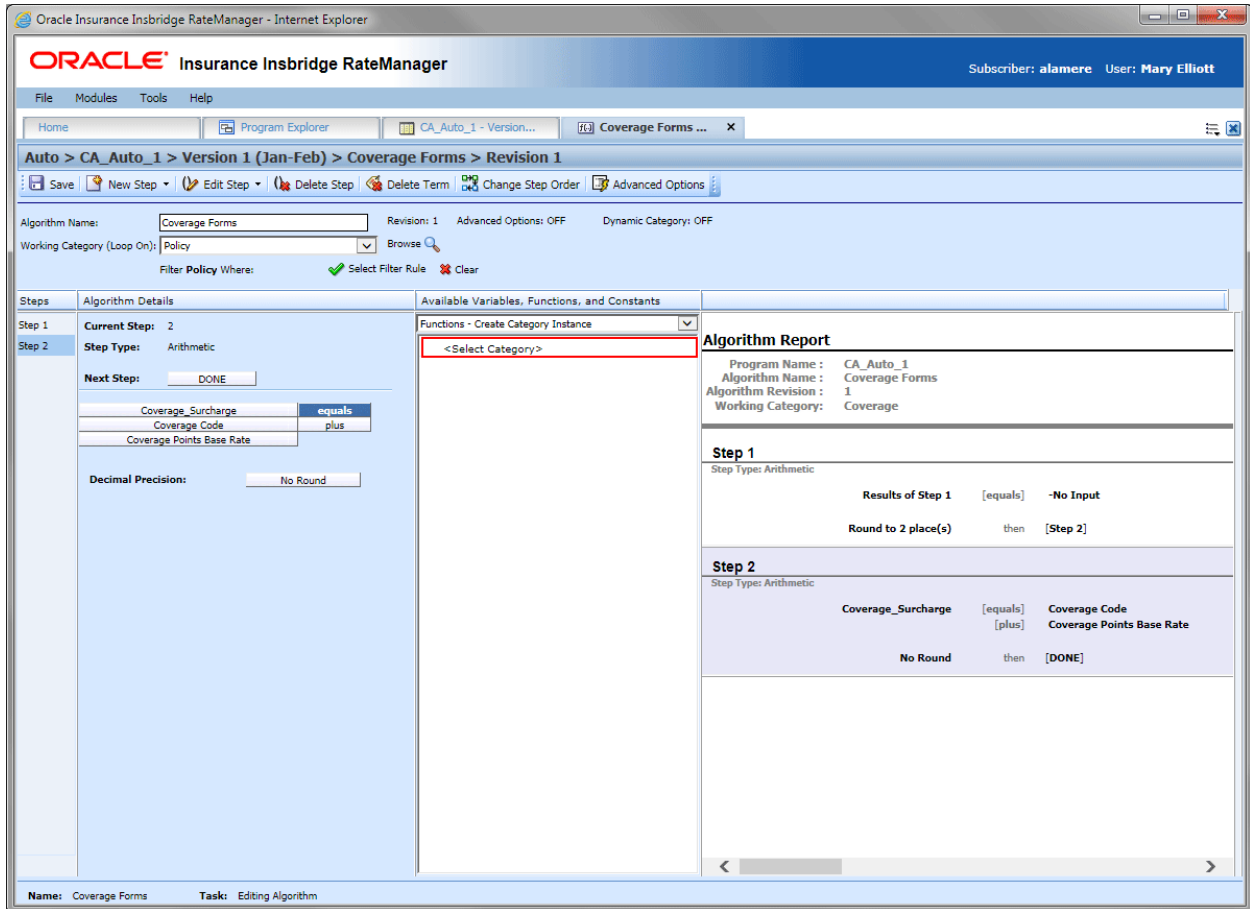 Oracle Insurance Insbridge RateManager - Internet Explorer
ORACLE Insurance Insbridge RateManager
Subscriber: alamere User: Mary Elliott
File Modules Tools Help
Home Program Explorer CA_Auto_1 - Version... f(x) Coverage Forms ... X
Auto > CA_Auto_1 > Version 1 (Jan-Feb) > Coverage Forms > Revision 1
Save New Step Edit Step Delete Step Delete Term Change Step Order Advanced Options
Algorithm Name: Coverage Forms Revision: 1 Advanced Options: OFF Dynamic Category: OFF
Working Category (Loop On): Policy Browse
Filter Policy Where: Select Filter Rule Clear
Steps Algorithm Details Available Variables, Functions, and Constants
Step 1
Step 2
Current Step: 2
Step Type: Arithmetic
Next Step: DONE
Coverage_Surcharge equals
Coverage Code plus
Coverage Points Base Rate
Decimal Precision: No Round
Functions - Create Category Instance
<Select Category>
Algorithm Report
Program Name : CA_Auto_1
Algorithm Name : Coverage Forms
Algorithm Revision : 1
Working Category: Coverage
Step 1
Step Type: Arithmetic
Results of Step 1 [equals] -No Input
Round to 2 place(s) then [Step 2]
Step 2
Step Type: Arithmetic
Coverage_Surcharge [equals] Coverage Code
[plus] Coverage Points Base Rate
No Round then [DONE]
Name: Coverage Forms Task: Editing Algorithm